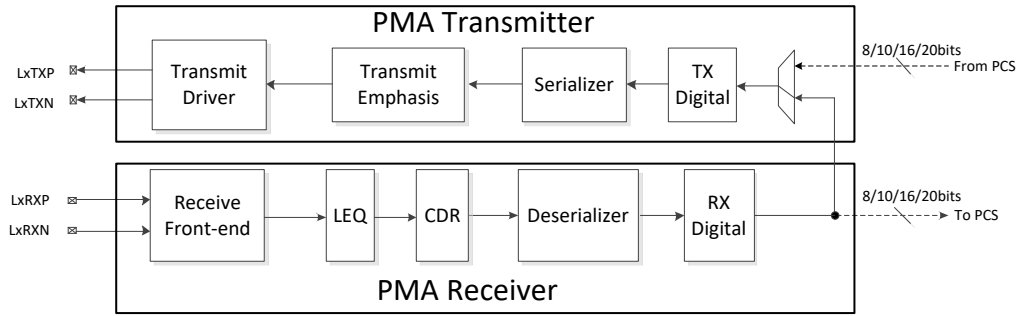 PMA Transmitter
LxTXP
LxTXN
Transmit
Driver
Transmit
Emphasis
Serializer
TX
Digital
8/10/16/20bits
From PCS
LxRXP
LxRXN
Receive
Front-end
LEQ
CDR
Deserializer
RX
Digital
8/10/16/20bits
To PCS
PMA Receiver